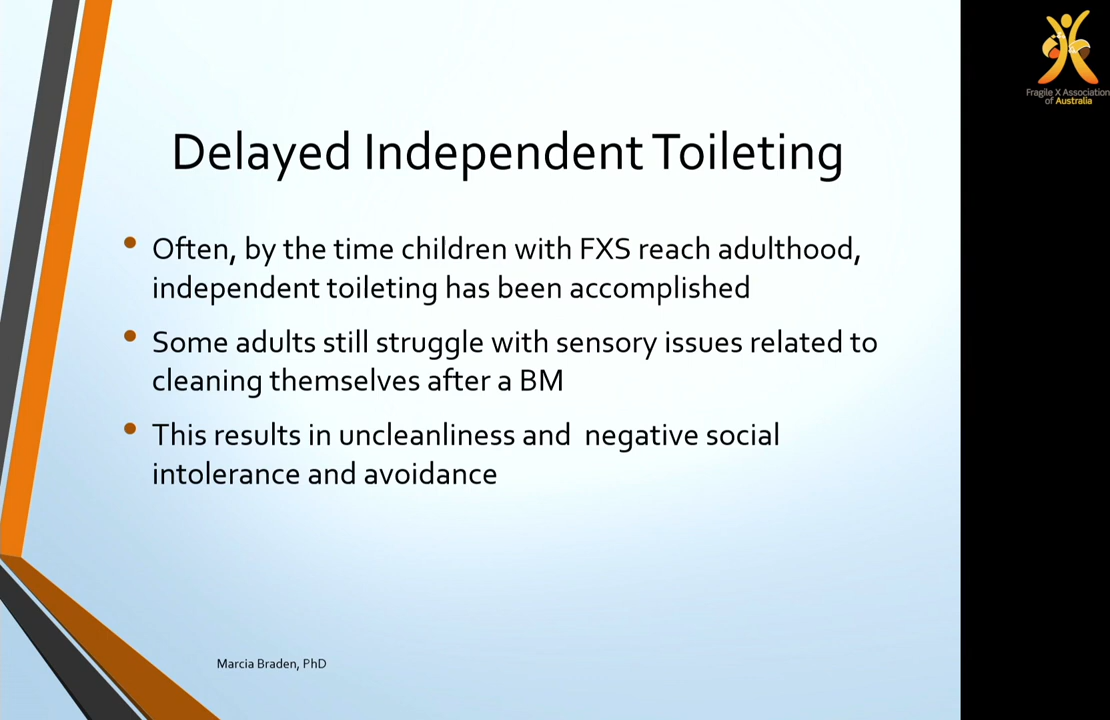 Fragile X Association
of Australia
Delayed Independent Toileting
• Often, by the time children with FXS reach adulthood,
independent toileting has been accomplished
• Some adults still struggle with sensory issues related to
cleaning themselves after a BM
• This results in uncleanliness and  negative social
intolerance and avoidance
Marcia Braden, PhD